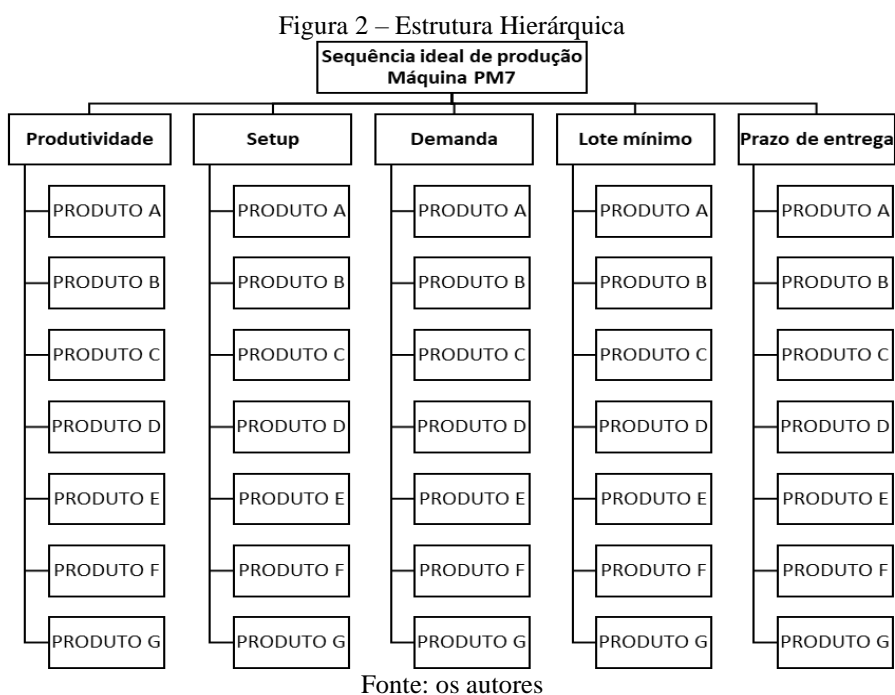 Figura 2 – Estrutura Hierárquica
Sequência ideal de produção
Máquina PM7
Produtividade
Setup
Demanda
Lote mínimo
Prazo de entrega
PRODUTO A
PRODUTO A
PRODUTO A
PRODUTO A
PRODUTO A
PRODUTO B
PRODUTO B
PRODUTO B
PRODUTO B
PRODUTO B
PRODUTO C
PRODUTO C
PRODUTO C
PRODUTO C
PRODUTO C
PRODUTO D
PRODUTO D
PRODUTO D
PRODUTO D
PRODUTO D
PRODUTO E
PRODUTO E
PRODUTO E
PRODUTO E
PRODUTO E
PRODUTO F
PRODUTO F
PRODUTO F
PRODUTO F
PRODUTO F
PRODUTO G
PRODUTO G
PRODUTO G
PRODUTO G
PRODUTO G
Fonte: os autores